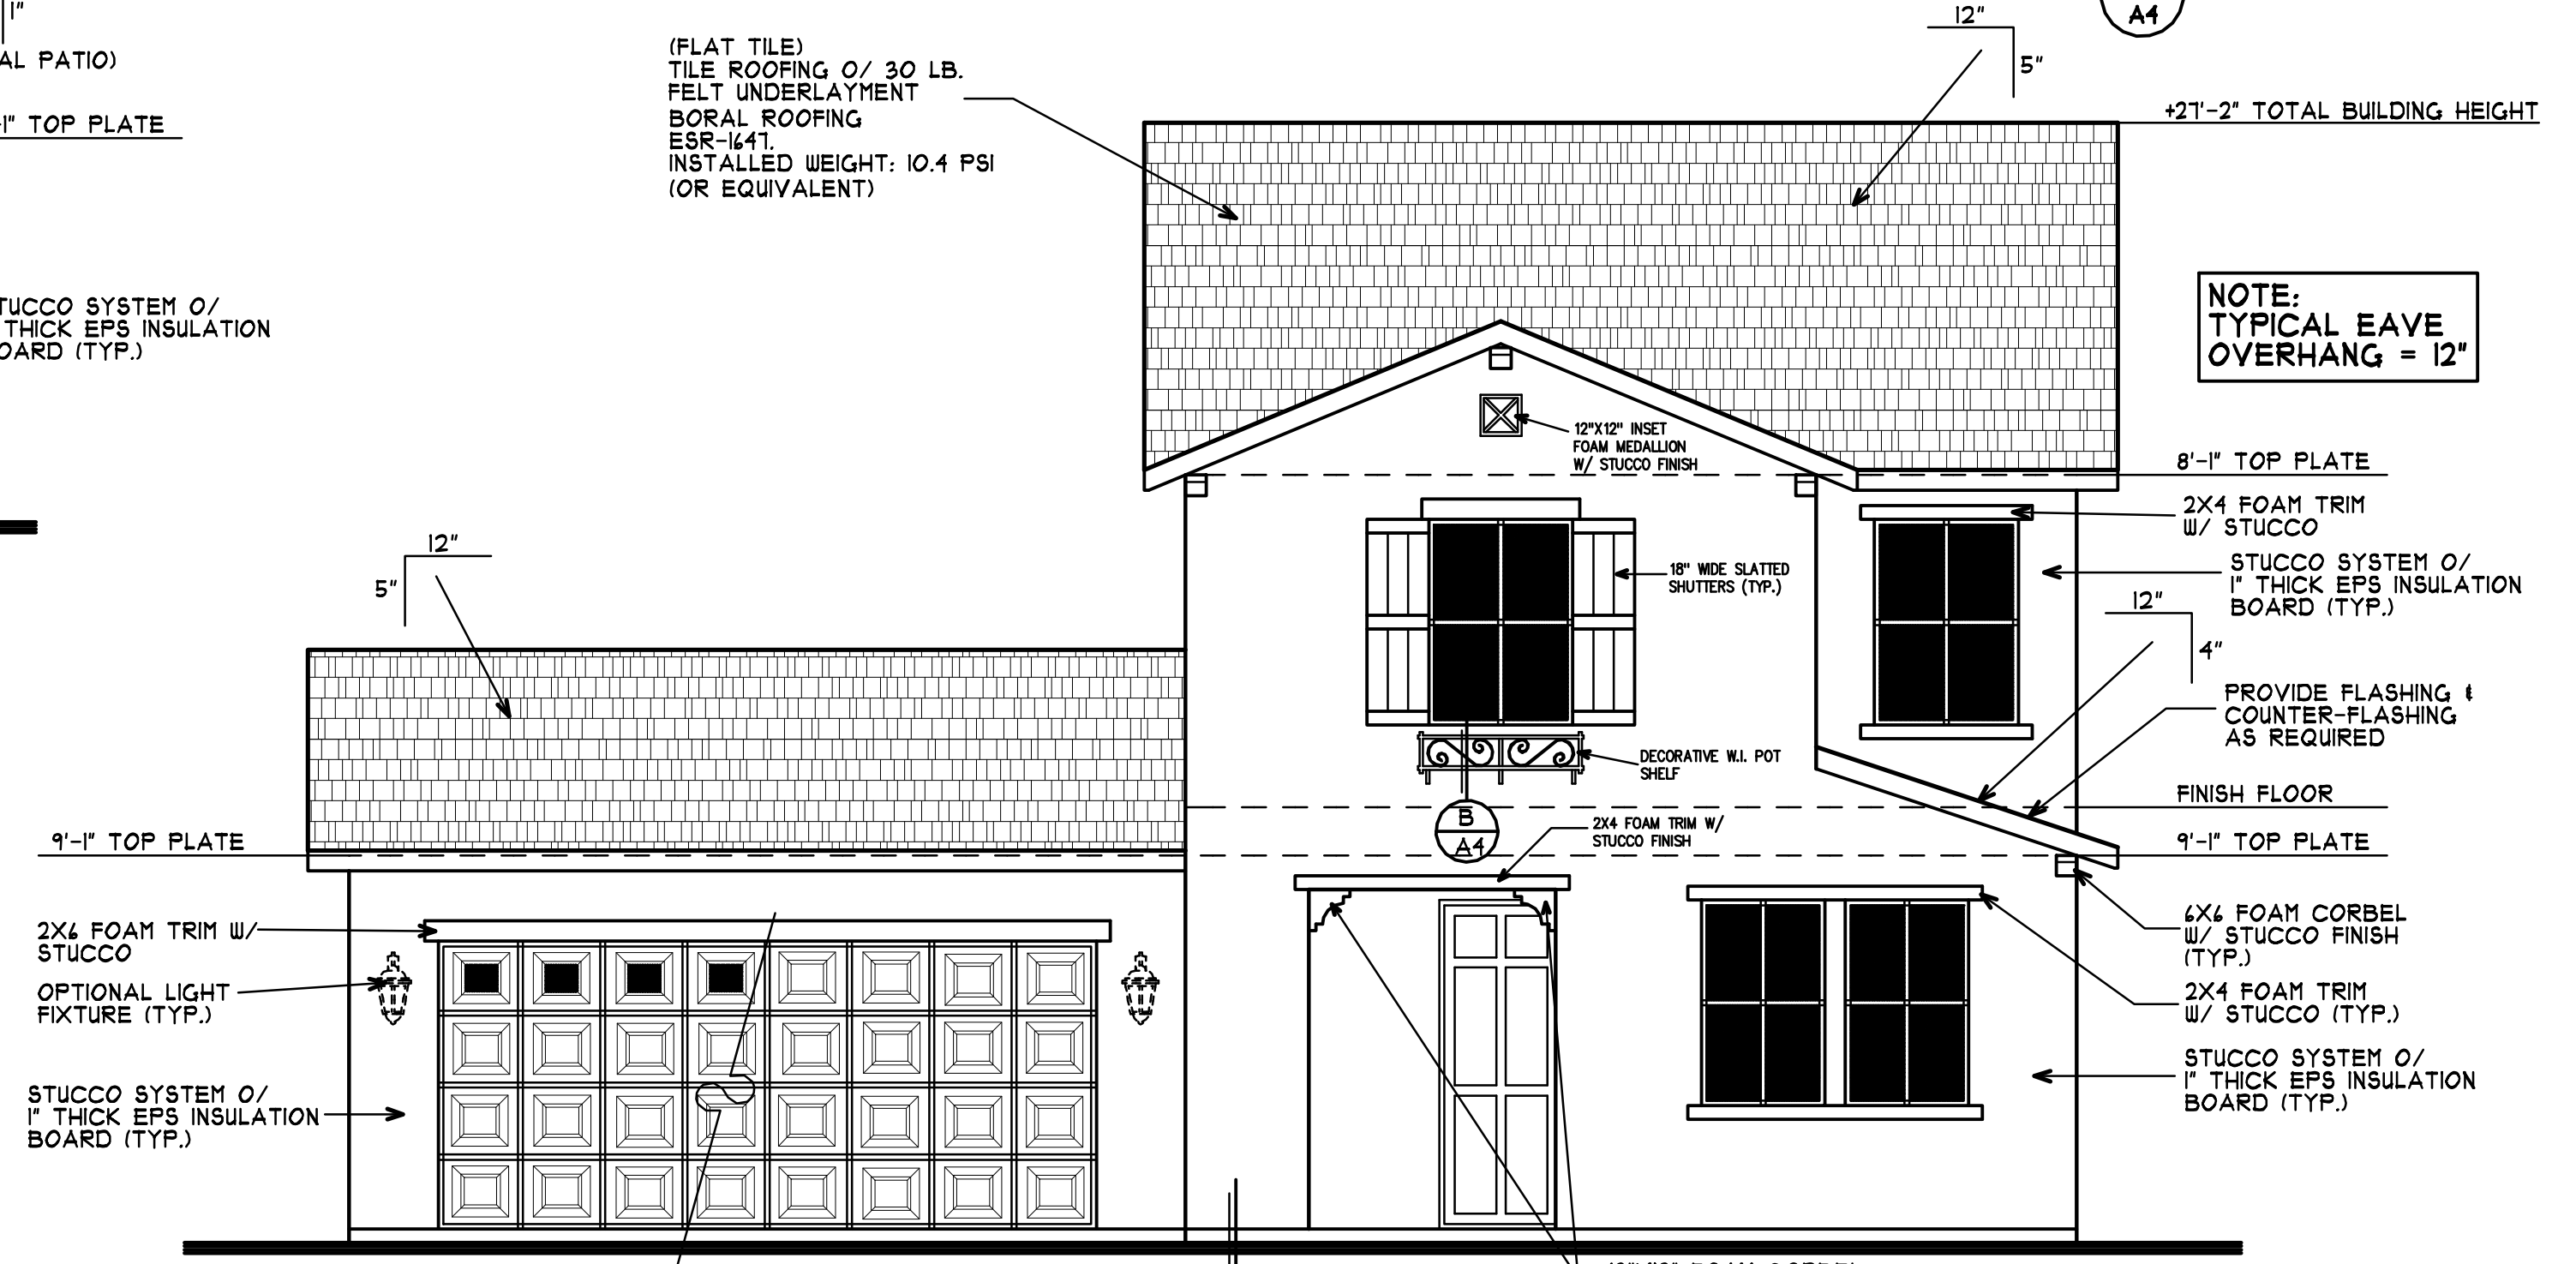 1"
AL PATIO)
-1" TOP PLATE
STUCCO SYSTEM O/
THICK EPS INSULATION
OARD (TYP.)
(FLAT TILE)
TILE ROOFING O/ 30 LB.
FELT UNDERLAYMENT
BORAL ROOFING
ESR-1647.
INSTALLED WEIGHT: 10.4 PSI
(OR EQUIVALENT)
12"
5"
A4
+27'-2" TOTAL BUILDING HEIGHT
NOTE:
TYPICAL EAVE
OVERHANG = 12"
12"X12" INSET
FOAM MEDALLION
W/ STUCCO FINISH
8'-1" TOP PLATE
2X4 FOAM TRIM
W/ STUCCO
STUCCO SYSTEM O/
1" THICK EPS INSULATION
BOARD (TYP.)
12"
5"
18" WIDE SLATTED
SHUTTERS (TYP.)
12"
4"
PROVIDE FLASHING &
COUNTER-FLASHING
AS REQUIRED
DECORATIVE W.I. POT
SHELF
FINISH FLOOR
B
A4
2X4 FOAM TRIM W/
STUCCO FINISH
9'-1" TOP PLATE
9'-1" TOP PLATE
2X6 FOAM TRIM W/
STUCCO
OPTIONAL LIGHT
FIXTURE (TYP.)
STUCCO SYSTEM O/
1" THICK EPS INSULATION
BOARD (TYP.)
6X6 FOAM CORBEL
W/ STUCCO FINISH
(TYP.)
2X4 FOAM TRIM
W/ STUCCO (TYP.)
STUCCO SYSTEM O/
1" THICK EPS INSULATION
BOARD (TYP.)
FOAM CORBEL